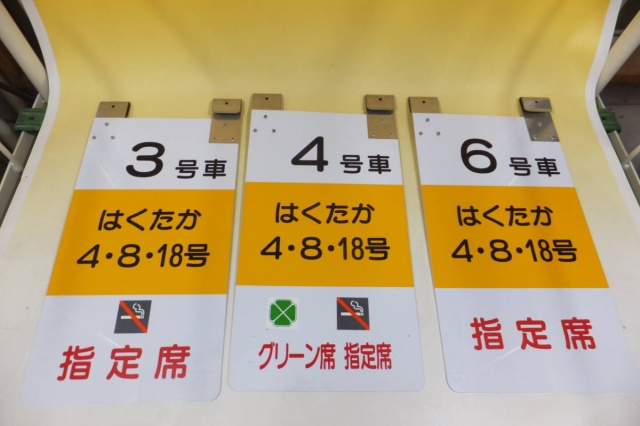 3号車
はくたか
4・8・18号
指定席
4号車
はくたか
4・8・18号
グリーン席 指定席
6号車
はくたか
4・8・18号
指定席